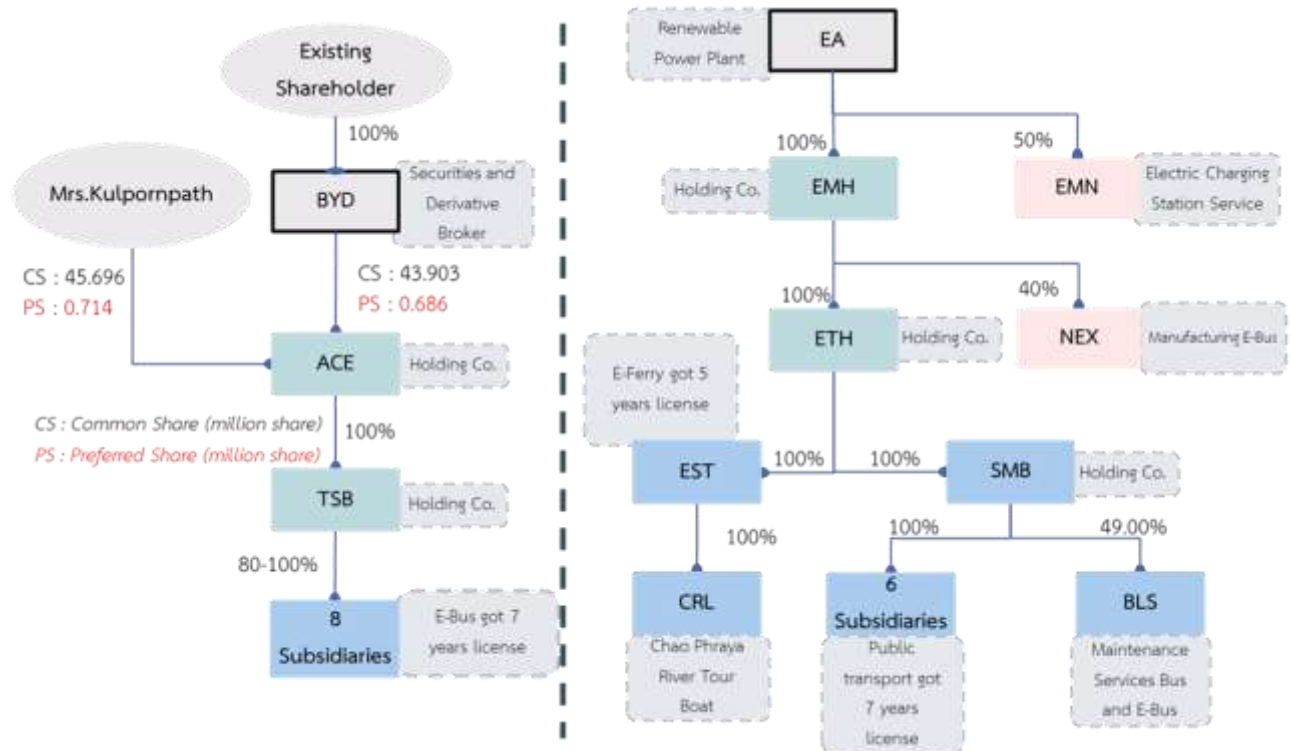 Existing
Shareholder
100%
Mrs.Kulpornpath
BYD
Securities and
Derivative
Broker
CS : 45.696
PS : 0.714
CS : 43.903
PS : 0.686
ACE
Holding Co.
CS : Common Share (million share)
PS : Preferred Share (million share)
100%
TSB
Holding Co.
80-100%
8
Subsidiaries
E-Bus got 7
years license
Renewable
Power Plant
EA
100%
50%
Holding Co.
EMH
EMN
Electric Charging
Station Service
100%
40%
ETH
Holding Co.
NEX
Manufacturing E-Bus
E-Ferry got 5
years license
EST
100%
100%
SMB
Holding Co.
100%
100%
49.00%
CRL
Chao Phraya
River Tour
Boat
6
Subsidiaries
Public
transport got
7 years
license
BLS
Maintenance
Services Bus
and E-Bus